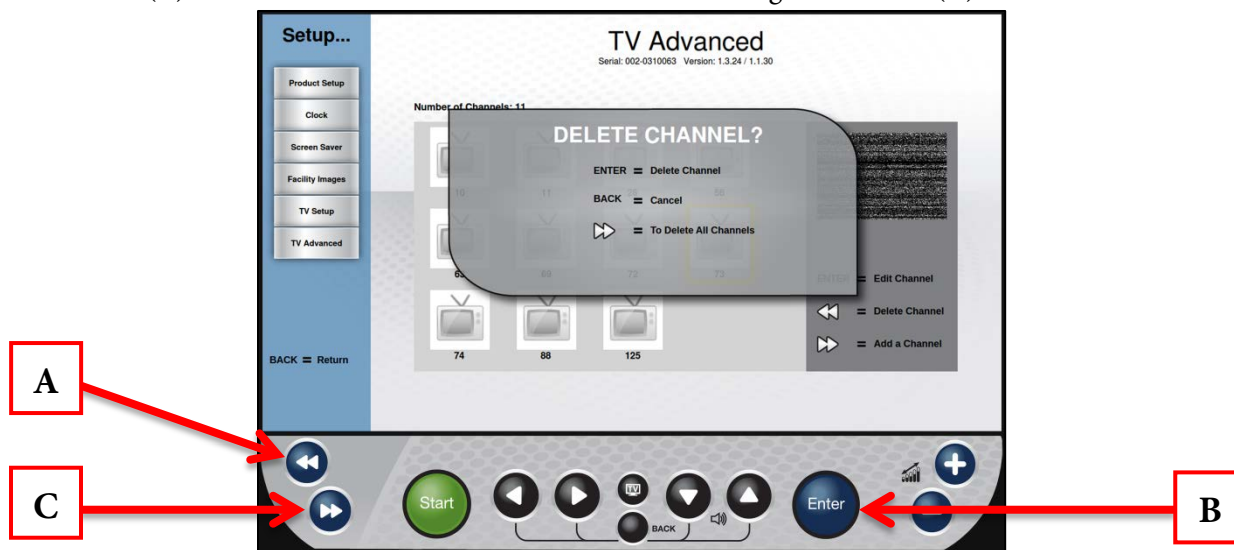 Setup...
TV Advanced
Serial: 002-0310063 Version: 1.3.24 / 1.1.30
Product Setup
Clock
Screen Saver
Facility Images
TV Setup
TV Advanced
BACK = Return
Number of Channels: 11
DELETE CHANNEL?
ENTER = Delete Channel
BACK = Cancel
= To Delete All Channels
11
69 72 73
74 88 125
ENTER = Edit Channel
= Delete Channel
= Add a Channel
A
C
B
Start
TV
BACK
Enter